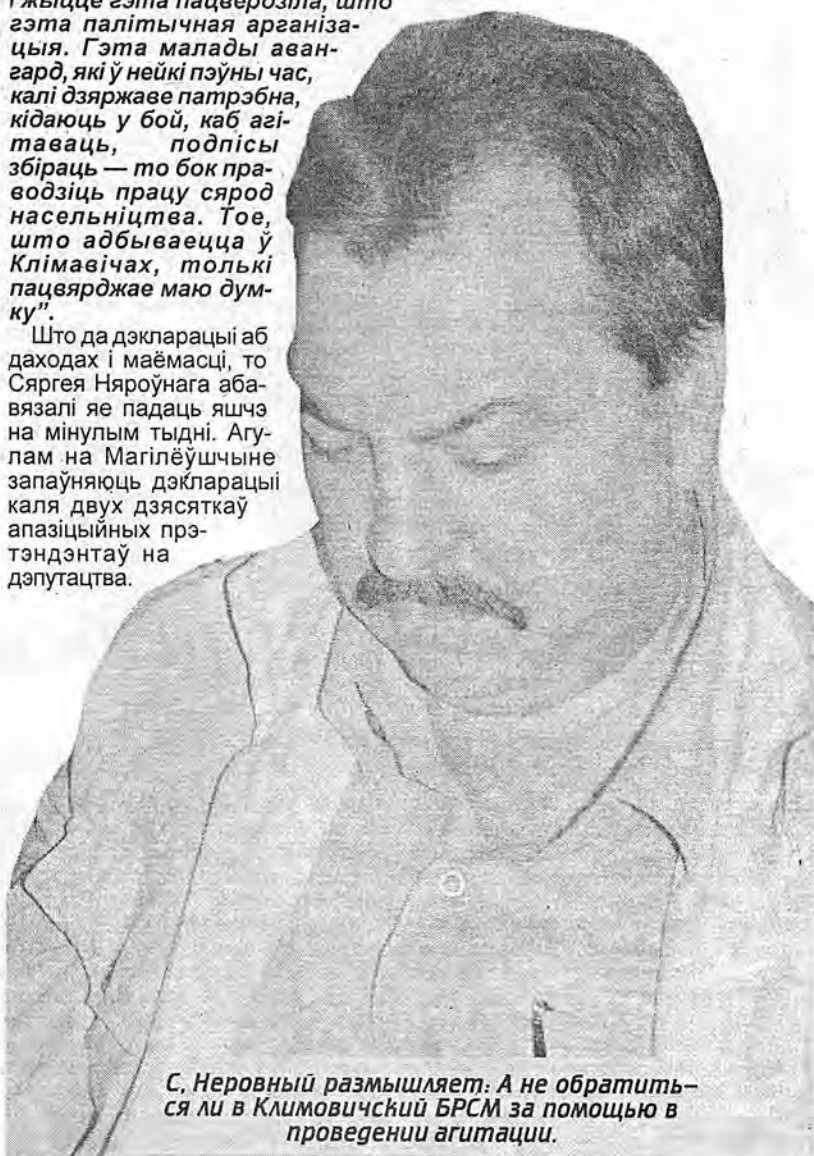 і жыццё гэта пацвердзіла, што
гэта палітычная арганіза-
цыя. Гэта малады аван-
гард, які ў нейкі пэўны час,
калі дзяржаве патрэбна,
кідаюць у бой, каб агі-
таваць, подпісы
збіраць — то бок пра-
водзіць працу сярод
насельніцтва. Тое,
што адбываецца ў
Клімавічах, толькі
пацвярджае маю дум-
ку".
Што да дэкларацыі аб
даходах і маёмасці, то
Сяргея Няроўнага аба-
вязалі яе падаць яшчэ
на мінулым тыдні. Агу-
лам на Магілёўшчыне
запаўняюць дэкларацыі
каля двух дзясяткаў
апазіцыйных прэ-
тэндэнтаў на
дэпутацтва.
С. Неровный размышляет: А не обратить-
ся ли в Климовичский БРСМ за помощью в
проведении агитации.